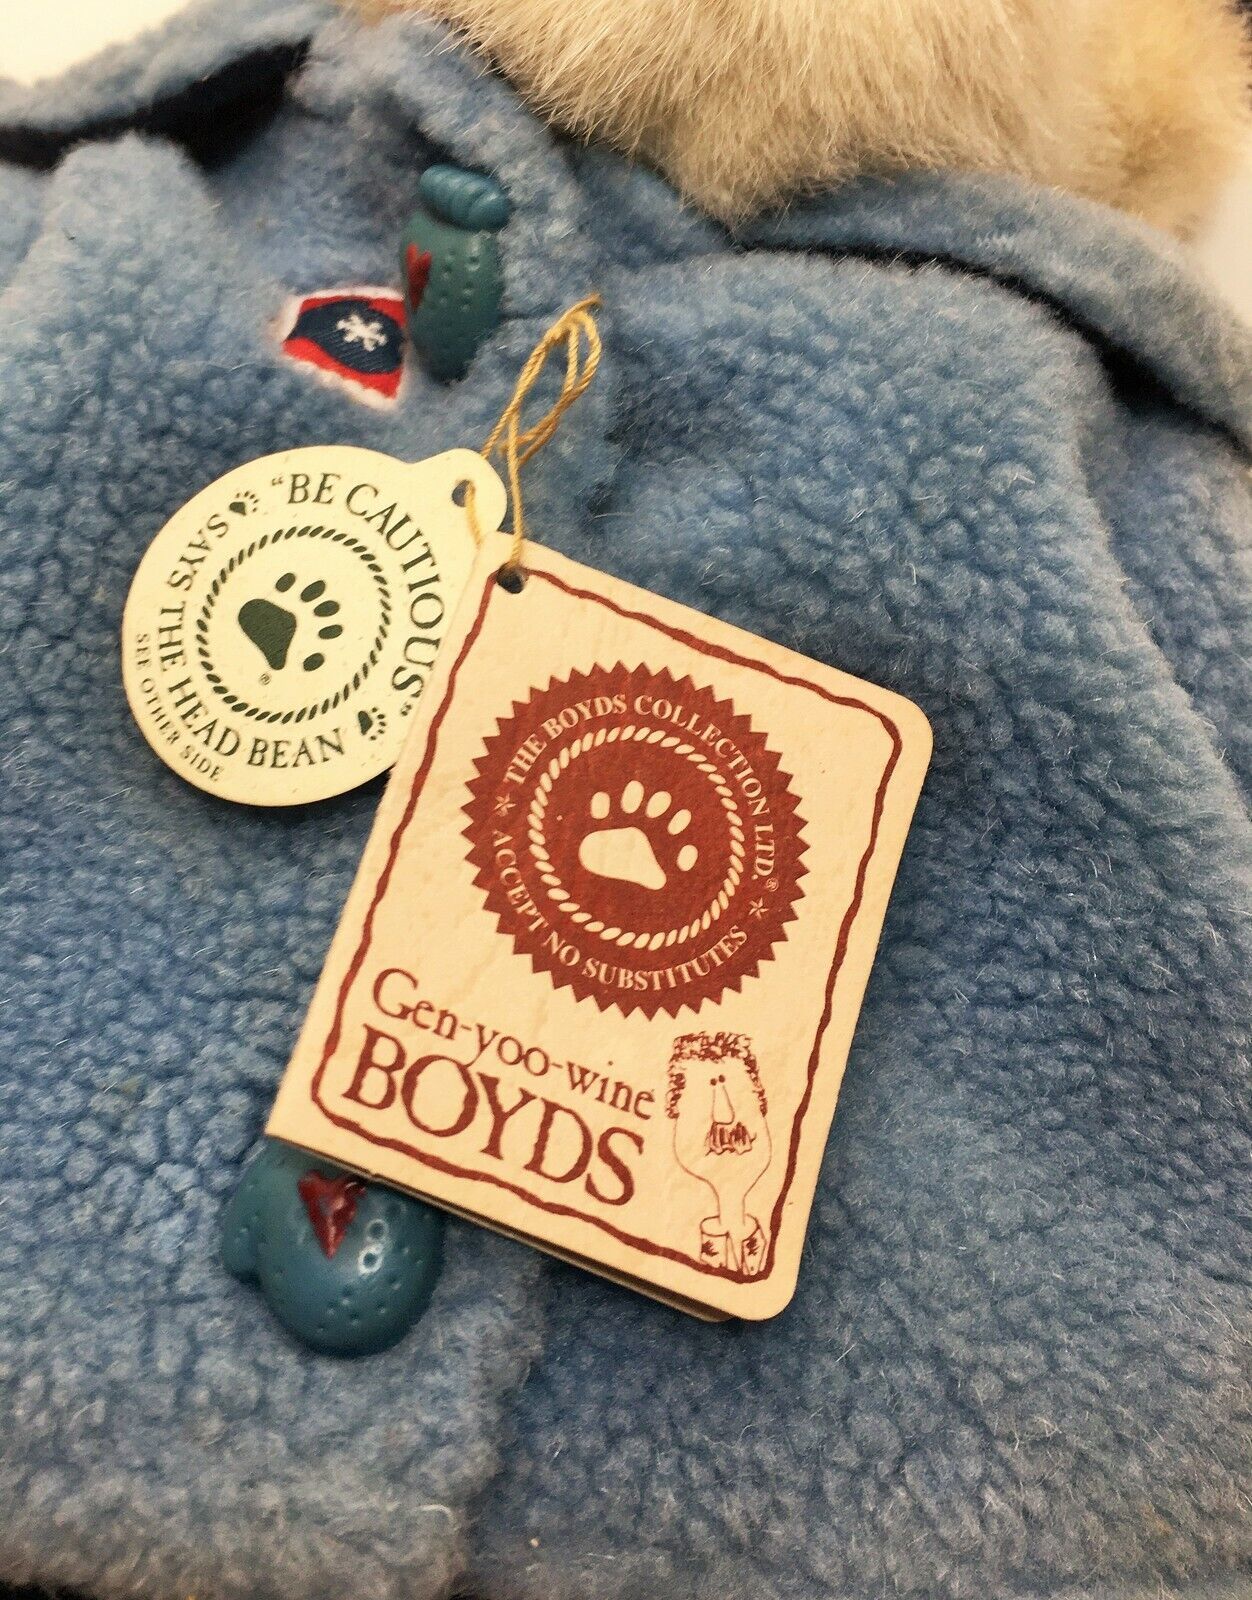 "BE CAUTIOUS"
SAYS THE HEAD BEAN
SEE OTHER SIDE
®
THE BOYDS COLLECTION LTD.®
ACCEPT NO SUBSTITUTES
Gen-yoo-wine
BOYDS